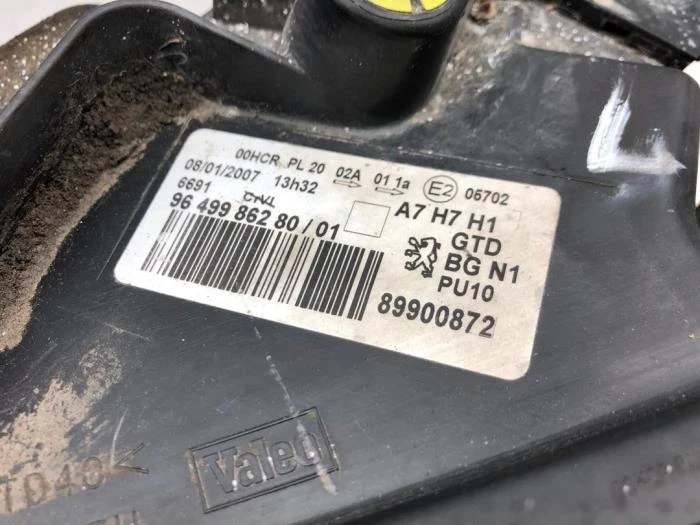 00HCR PL 20 02A 01 1a E2 05702
08/01/2007 13h32
6691 CrVL A7 H7 H1
96 499 862 80/01 GTD
BG N1
PU10
89900872
Valeo
L